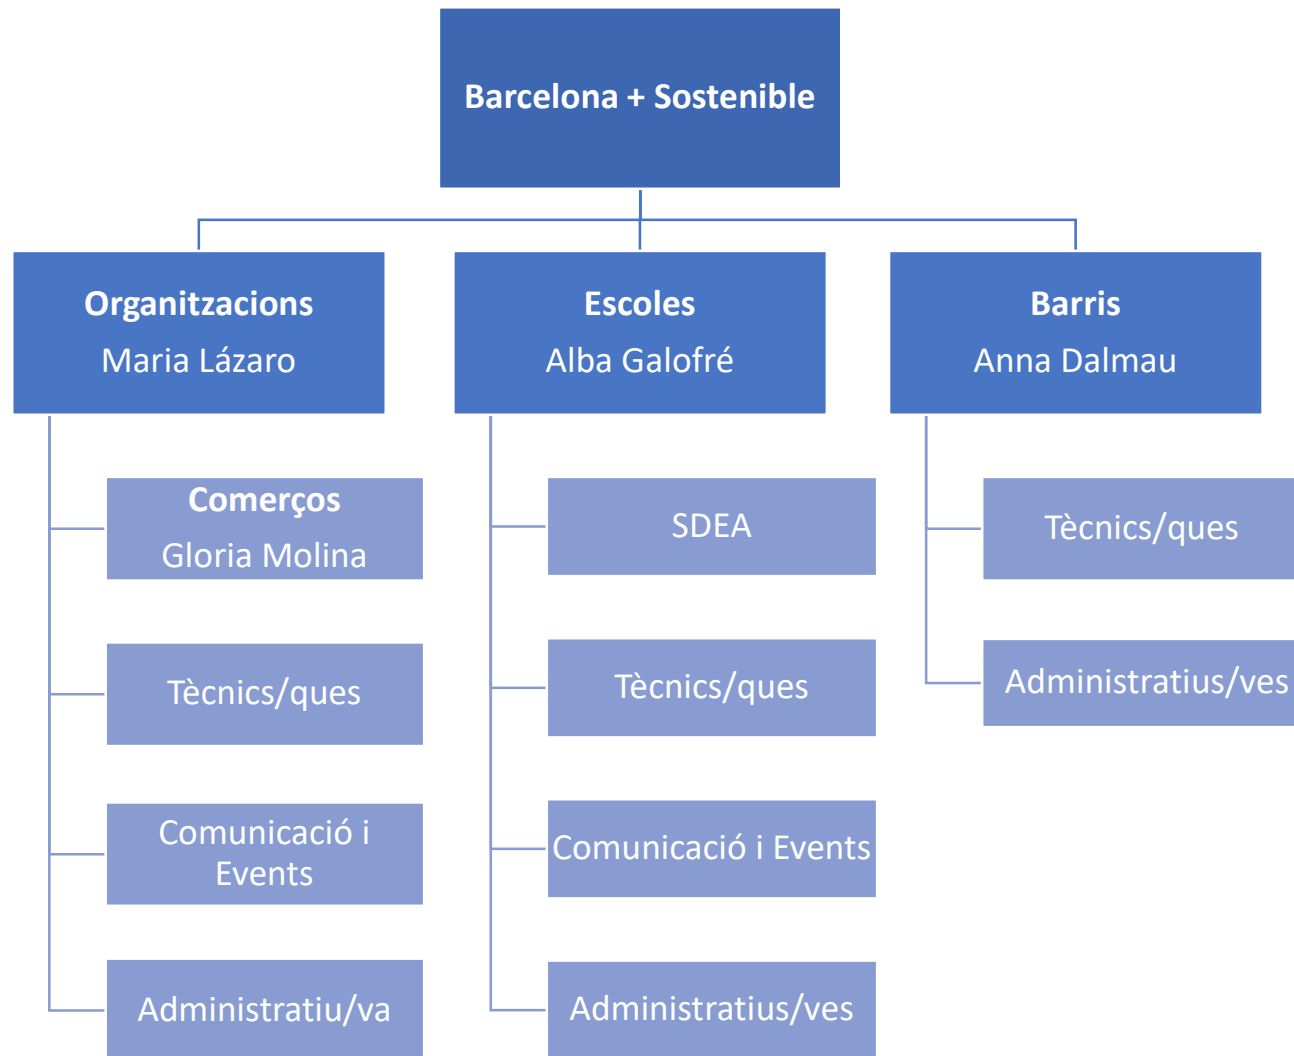 Barcelona + Sostenible
Organitzacions
Maria Lázaro
Comerços
Gloria Molina
Tècnics/ques
Comunicació i
Events
Administratiu/va
Escoles
Alba Galofré
SDEA
Tècnics/ques
Comunicació i Events
Administratius/ves
Barris
Anna Dalmau
Tècnics/ques
Administratius/ves